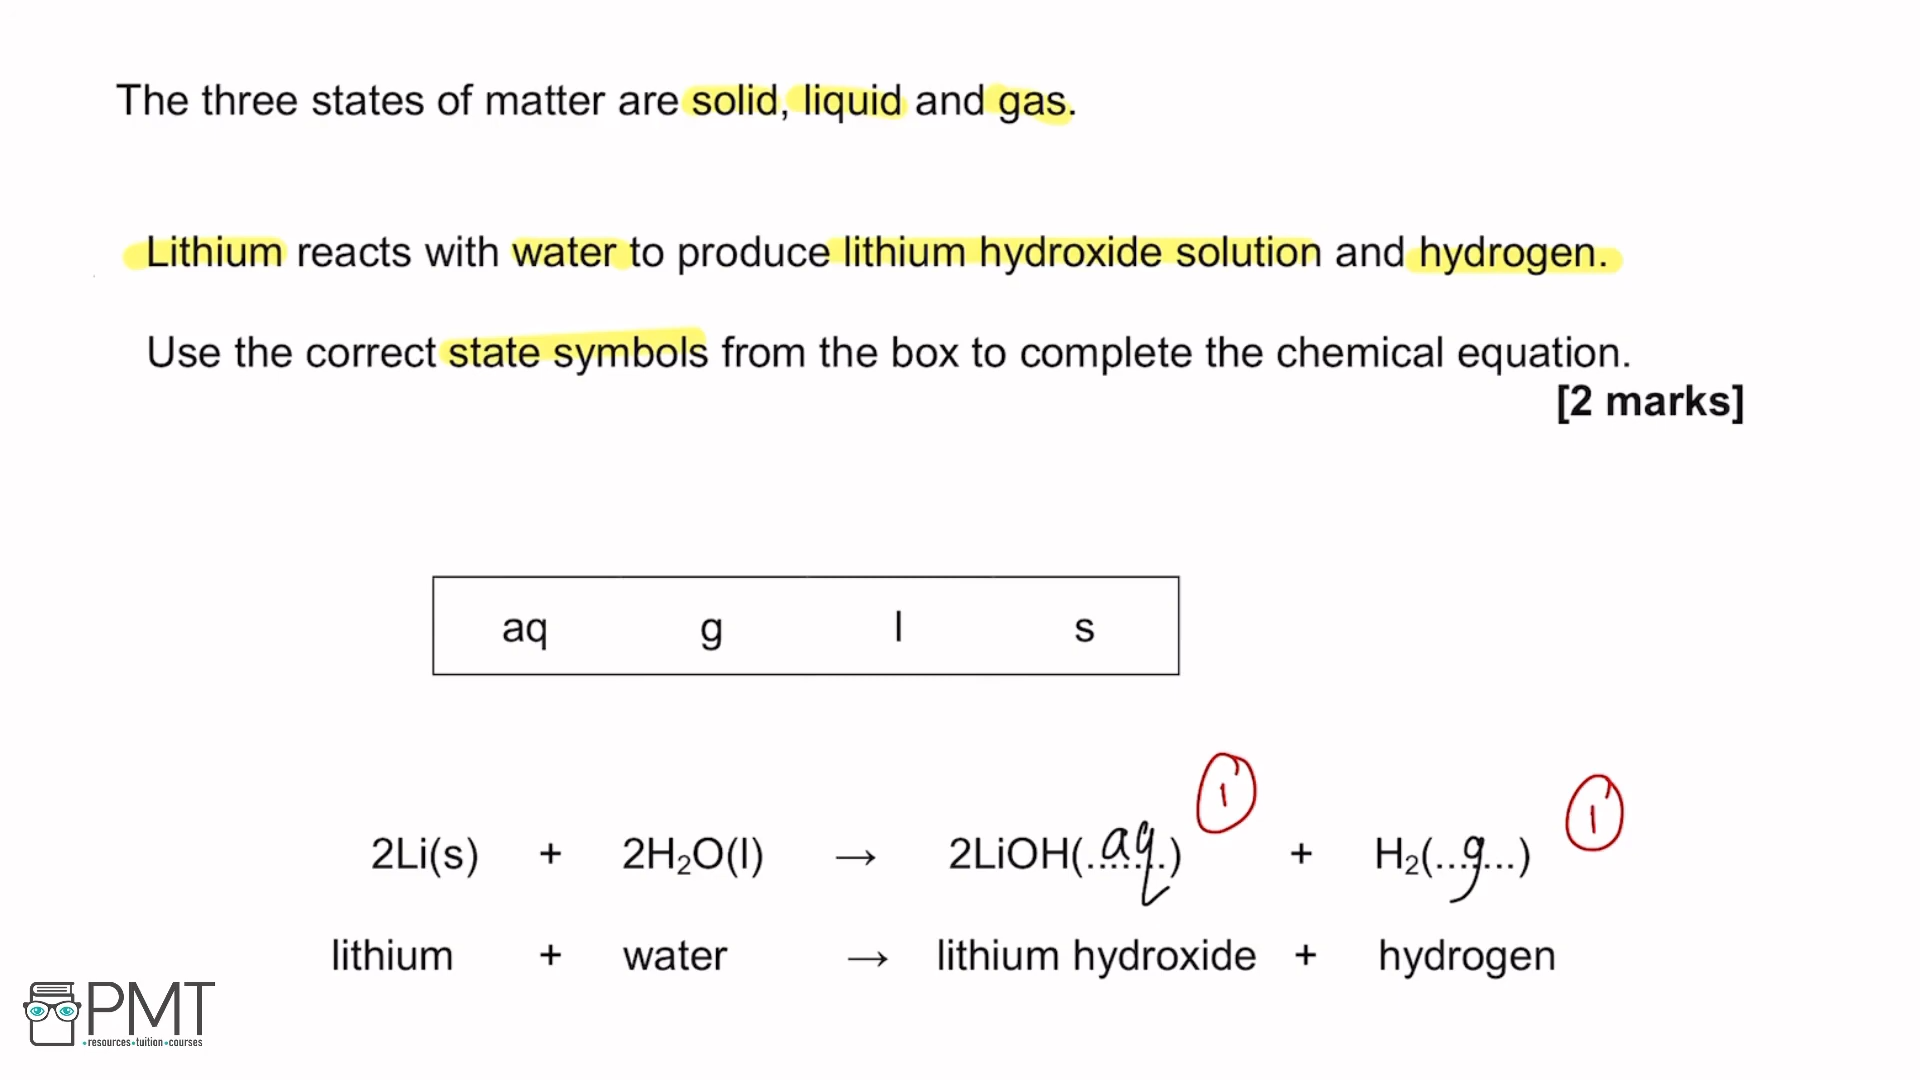 The three states of matter are solid, liquid and gas.
Lithium reacts with water to produce lithium hydroxide solution and hydrogen.
Use the correct state symbols from the box to complete the chemical equation.
[2 marks]
aq g l s
1 1
2Li(s) + 2H₂O(l) → 2LiOH(..aq..) + H₂(..g...)
lithium + water → lithium hydroxide + hydrogen
PMT
•resources•tuition•courses